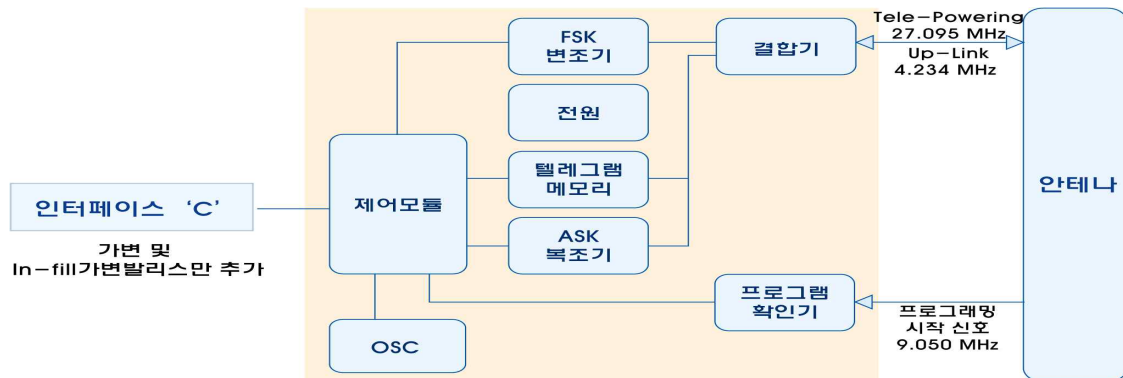 FSK
변조기
결합기
Tele-Powering
27.095 MHz
Up-Link
4.234 MHz
전원
제어모듈
텔레그램
메모리
안테나
인터페이스 ‘C’
가변 및
In-fill가변발리스만 추가
ASK
복조기
프로그램
확인기
프로그래밍
시작 신호
9.050 MHz
OSC